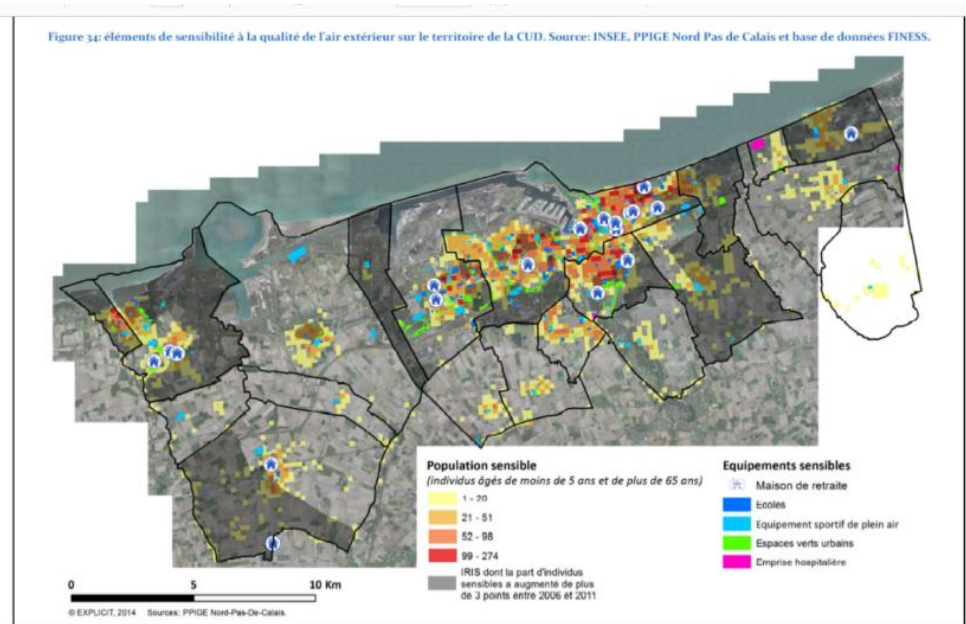 Figure 34: éléments de sensibilité à la qualité de l'air extérieur sur le territoire de la CUD. Source: INSEE, PPIGE Nord Pas de Calais et base de données FINESS.
Population sensible
(individus âgés de moins de 5 ans et de plus de 65 ans)
1 - 20
21 - 51
52 - 98
99 - 274
IRIS dont la part d'individus
sensibles a augmenté de plus
de 3 points entre 2006 et 2011
Equipements sensibles
Maison de retraite
Ecoles
Equipement sportif de plein air
Espaces verts urbains
Emprise hospitalière
0 5 10 Km
© EXPLICIT, 2014 Sources: PPIGE Nord-Pas-De-Calais.